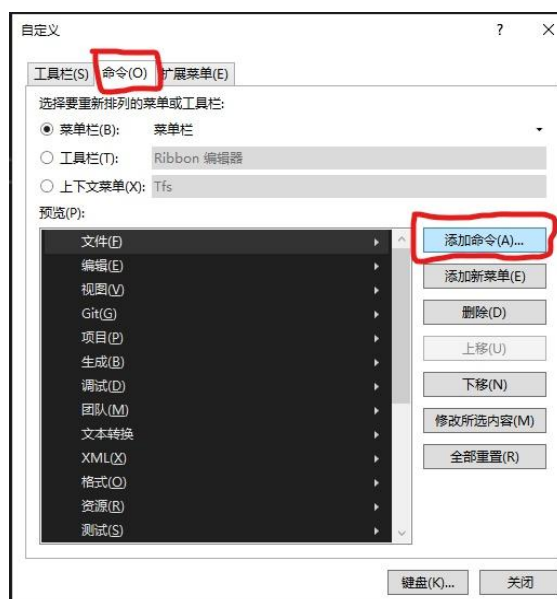 自定义
?
×
工具栏(S) 命令(O) 扩展菜单(E)
选择要重新排列的菜单或工具栏:
菜单栏(B): 菜单栏
工具栏(T): Ribbon 编辑器
上下文菜单(X): Tfs
预览(P):
文件(F)
编辑(E)
视图(V)
Git(G)
项目(P)
生成(B)
调试(D)
团队(M)
文本转换
XML(X)
格式(O)
资源(R)
测试(S)
添加命令(A)...
添加新菜单(E)
删除(D)
上移(U)
下移(N)
修改所选内容(M)
全部重置(R)
键盘(K)...
关闭